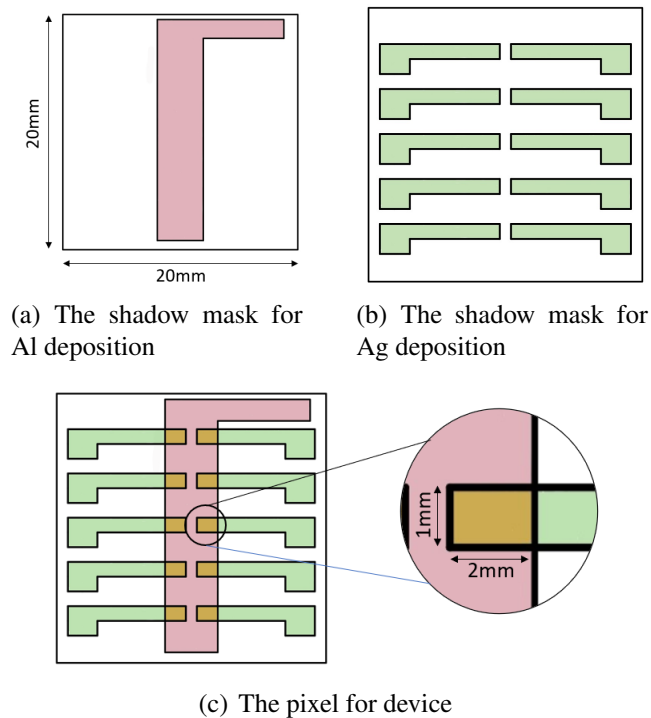 20mm
20mm
(a) The shadow mask for
Al deposition
(b) The shadow mask for
Ag deposition
1mm
2mm
(c) The pixel for device